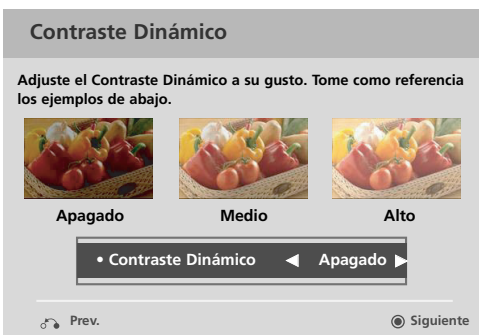 Contraste Dinámico
Adjuste el Contraste Dinámico a su gusto. Tome como referencia
los ejemplos de abajo.
Apagado Medio Alto
• Contraste Dinámico ◀ Apagado ▶
Prev. Siguiente